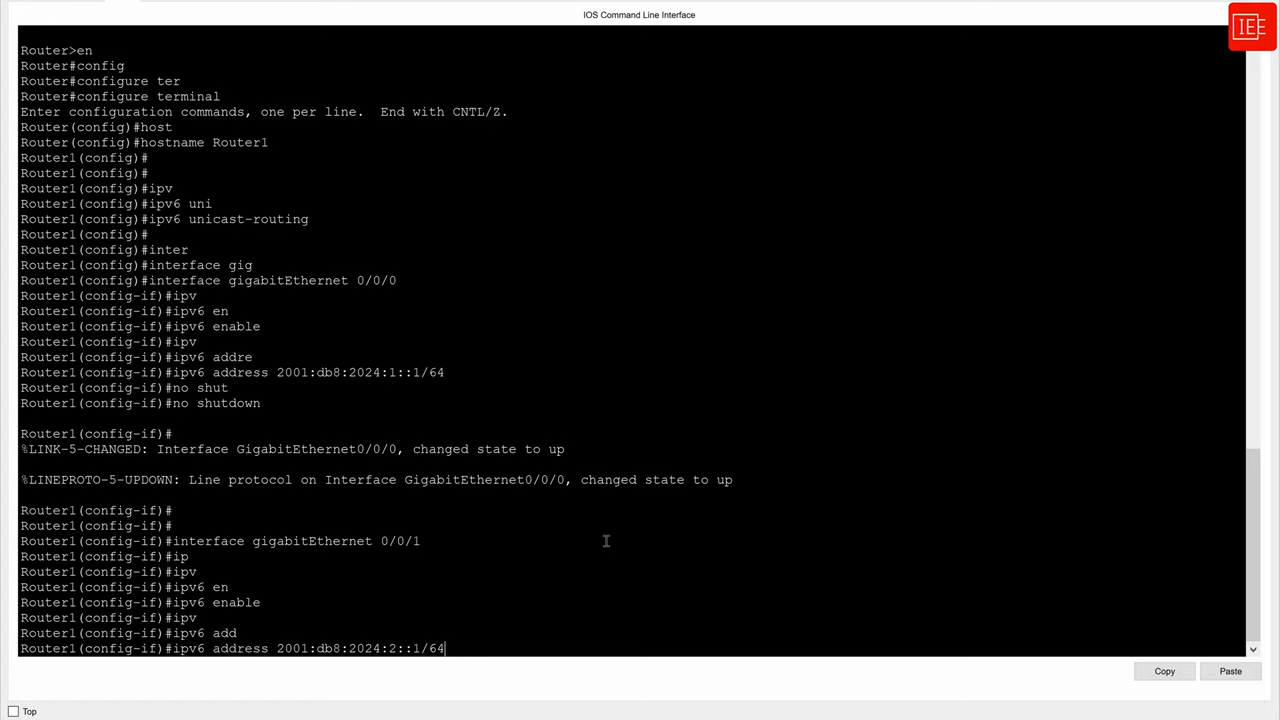 IOS Command Line Interface
IEE
Router>en
Router#config
Router#configure ter
Router#configure terminal
Enter configuration commands, one per line.  End with CNTL/Z.
Router(config)#host
Router(config)#hostname Router1
Router1(config)#
Router1(config)#
Router1(config)#ipv
Router1(config)#ipv6 uni
Router1(config)#ipv6 unicast-routing
Router1(config)#
Router1(config)#inter
Router1(config)#interface gig
Router1(config)#interface gigabitEthernet 0/0/0
Router1(config-if)#ipv
Router1(config-if)#ipv6 en
Router1(config-if)#ipv6 enable
Router1(config-if)#ipv
Router1(config-if)#ipv6 addre
Router1(config-if)#ipv6 address 2001:db8:2024:1::1/64
Router1(config-if)#no shut
Router1(config-if)#no shutdown
Router1(config-if)#
%LINK-5-CHANGED: Interface GigabitEthernet0/0/0, changed state to up
%LINEPROTO-5-UPDOWN: Line protocol on Interface GigabitEthernet0/0/0, changed state to up
Router1(config-if)#
Router1(config-if)#
Router1(config-if)#interface gigabitEthernet 0/0/1
Router1(config-if)#ip
Router1(config-if)#ipv
Router1(config-if)#ipv6 en
Router1(config-if)#ipv6 enable
Router1(config-if)#ipv
Router1(config-if)#ipv6 add
Router1(config-if)#ipv6 address 2001:db8:2024:2::1/64
Copy
Paste
Top